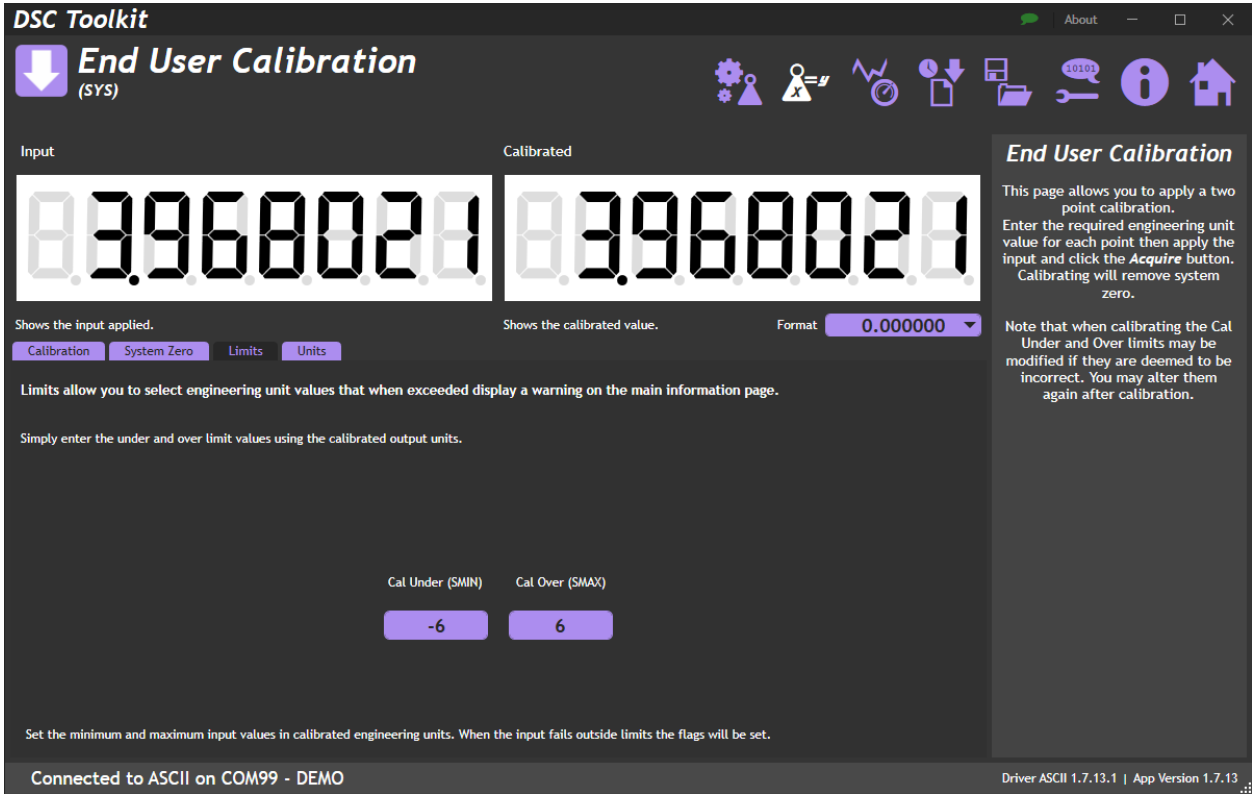 DSC Toolkit
About
End User Calibration
(SYS)
x
=y
10101
Input
Calibrated
3.968021
3.968021
Shows the input applied.
Shows the calibrated value.
Format
0.000000
Calibration
System Zero
Limits
Units
Limits allow you to select engineering unit values that when exceeded display a warning on the main information page.
Simply enter the under and over limit values using the calibrated output units.
Cal Under (SMIN)
Cal Over (SMAX)
-6
6
Set the minimum and maximum input values in calibrated engineering units. When the input fails outside limits the flags will be set.
End User Calibration
This page allows you to apply a two
point calibration.
Enter the required engineering unit
value for each point then apply the
input and click the Acquire button.
Calibrating will remove system
zero.
Note that when calibrating the Cal
Under and Over limits may be
modified if they are deemed to be
incorrect. You may alter them
again after calibration.
Connected to ASCII on COM99 - DEMO
Driver ASCII 1.7.13.1 | App Version 1.7.13